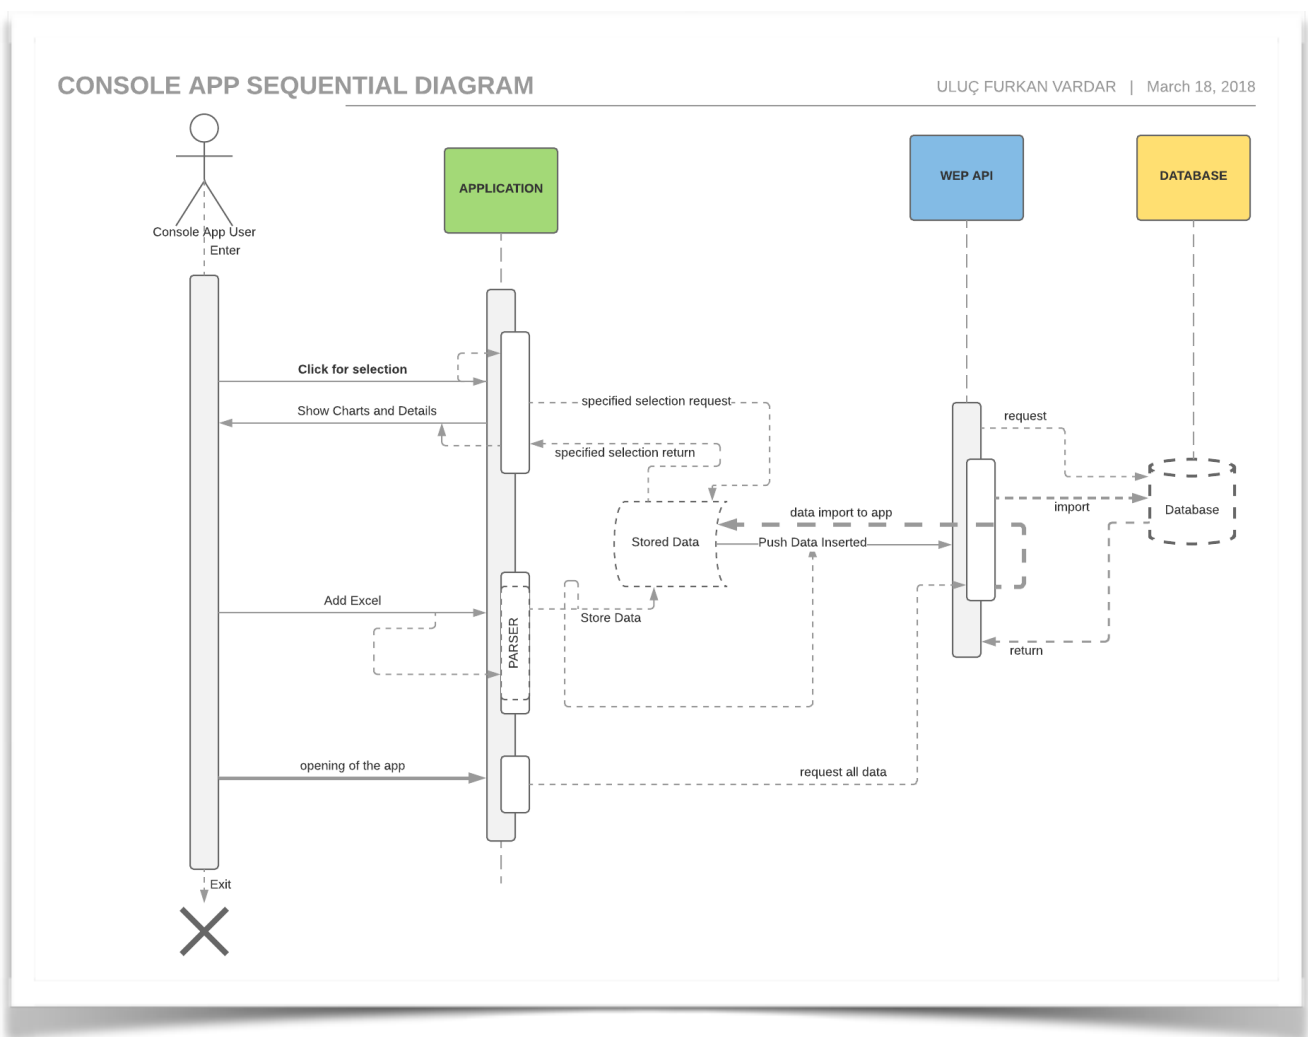 CONSOLE APP SEQUENTIAL DIAGRAM
ULUÇ FURKAN VARDAR | March 18, 2018
APPLICATION
WEP API
DATABASE
Console App User
Enter
Click for selection
Show Charts and Details
specified selection request
specified selection return
request
import
Database
data import to app
Stored Data
Push Data Inserted
Add Excel
Store Data
PARSER
return
opening of the app
request all data
Exit